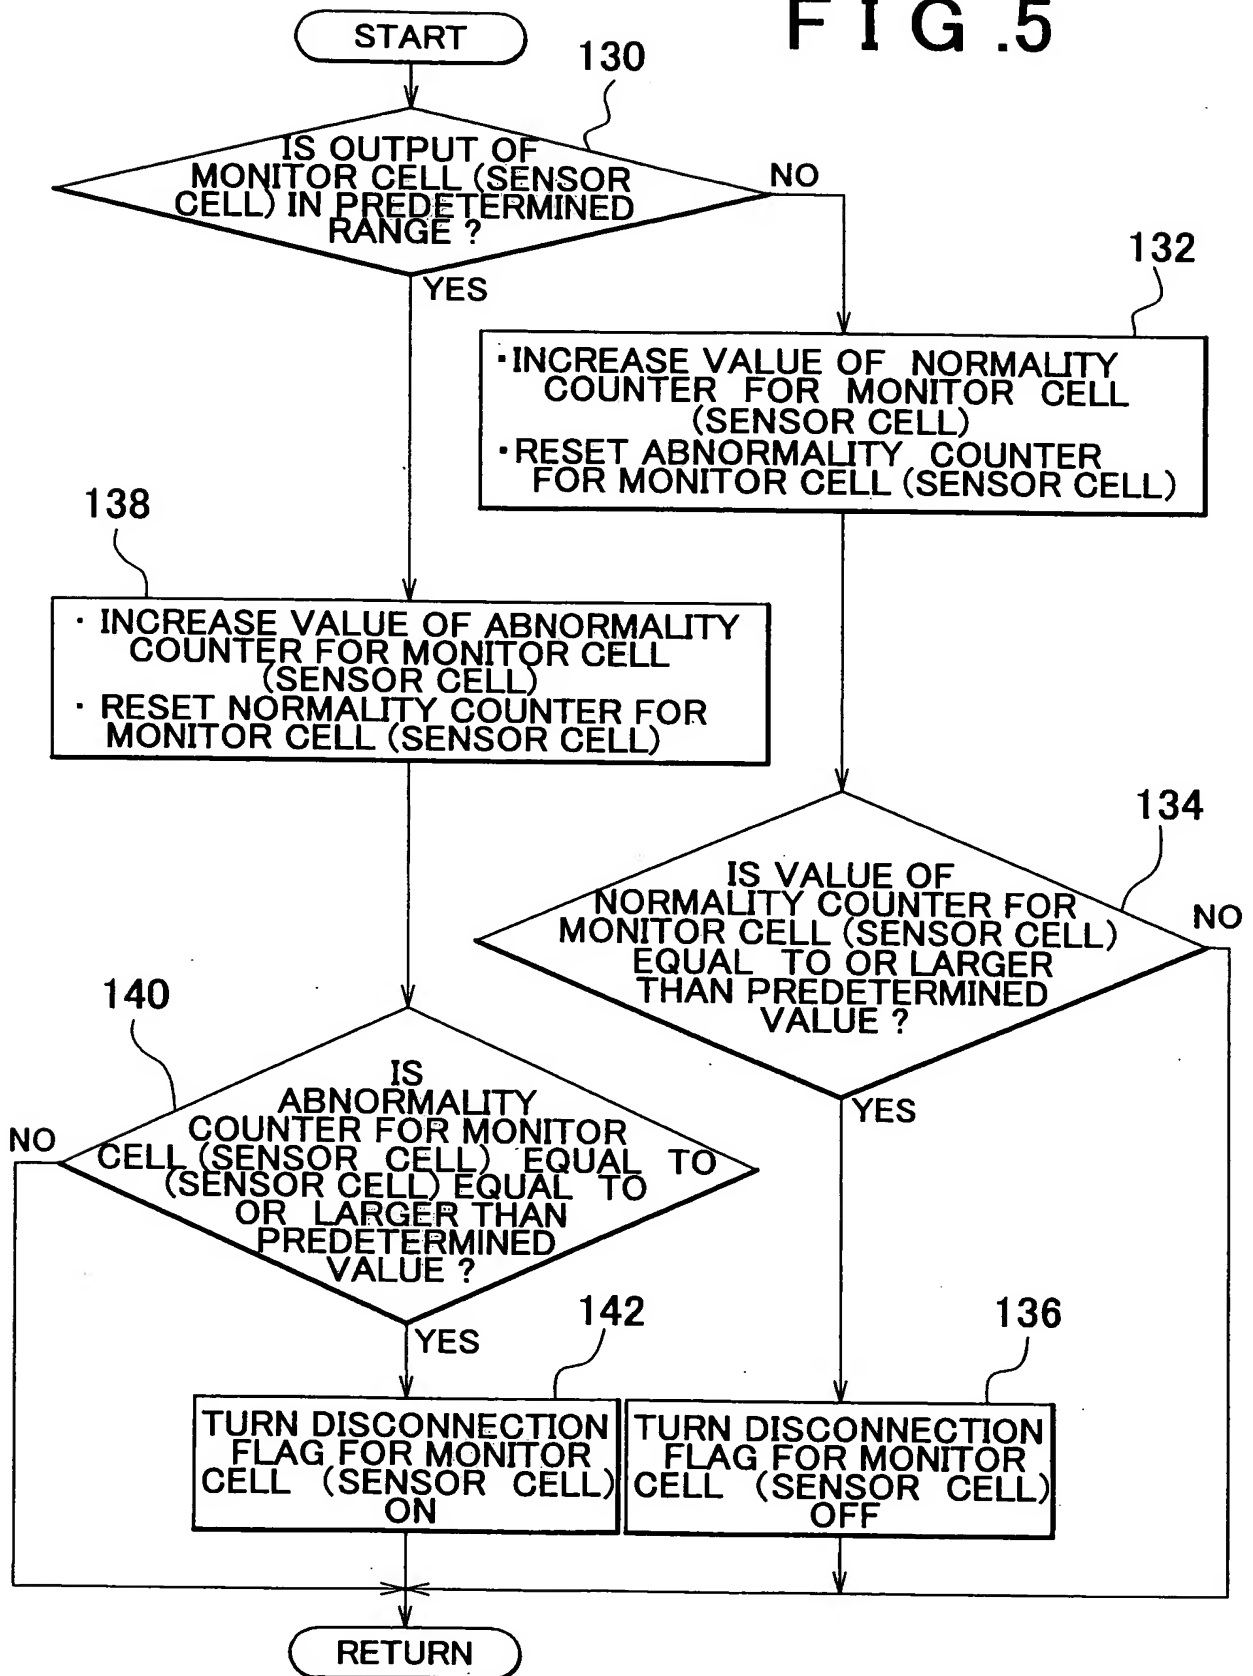 FIG.5
START
130
IS OUTPUT OF
MONITOR CELL (SENSOR
CELL) IN PREDETERMINED
RANGE ?
NO
YES
132
・INCREASE VALUE OF NORMALITY
COUNTER FOR MONITOR CELL
(SENSOR CELL)
・RESET ABNORMALITY COUNTER
FOR MONITOR CELL (SENSOR CELL)
138
・INCREASE VALUE OF ABNORMALITY
COUNTER FOR MONITOR CELL
(SENSOR CELL)
・RESET NORMALITY COUNTER FOR
MONITOR CELL (SENSOR CELL)
134
IS VALUE OF
NORMALITY COUNTER FOR
MONITOR CELL (SENSOR CELL)
EQUAL TO OR LARGER
THAN PREDETERMINED
VALUE ?
NO
YES
140
IS
ABNORMALITY
COUNTER FOR MONITOR
CELL (SENSOR CELL) EQUAL TO
(SENSOR CELL) EQUAL TO
OR LARGER THAN
PREDETERMINED
VALUE ?
NO
YES
142
TURN DISCONNECTION
FLAG FOR MONITOR
CELL (SENSOR CELL)
ON
136
TURN DISCONNECTION
FLAG FOR MONITOR
CELL (SENSOR CELL)
OFF
RETURN